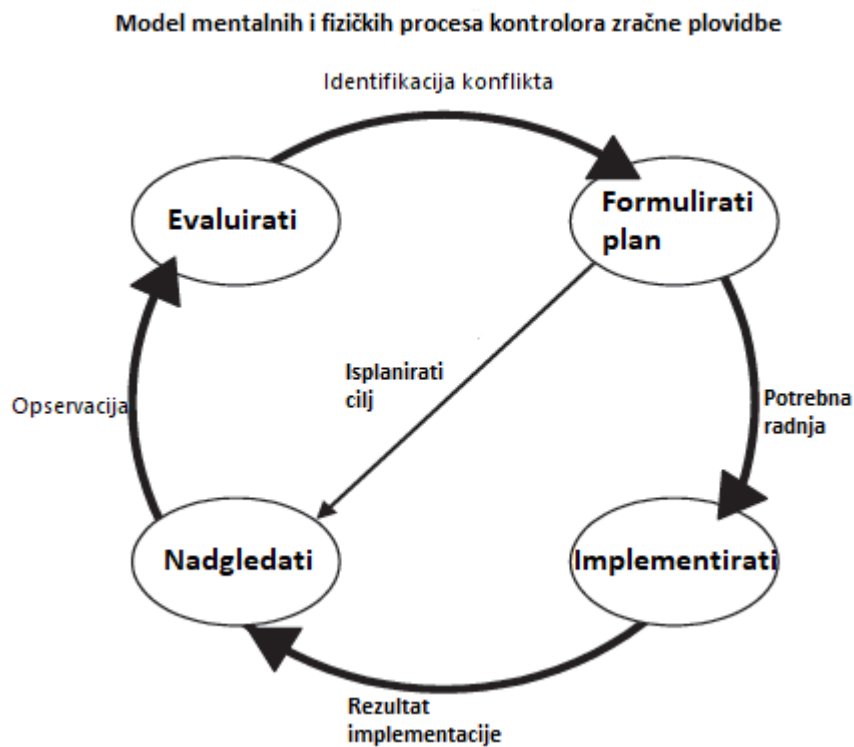 Model mentalnih i fizičkih procesa kontrolora zračne plovidbe
Identifikacija konflikta
Evaluirati
Formulirati
plan
Isplanirati
cilj
Opservacija
Potrebna
radnja
Nadgledati
Implementirati
Rezultat
implementacije